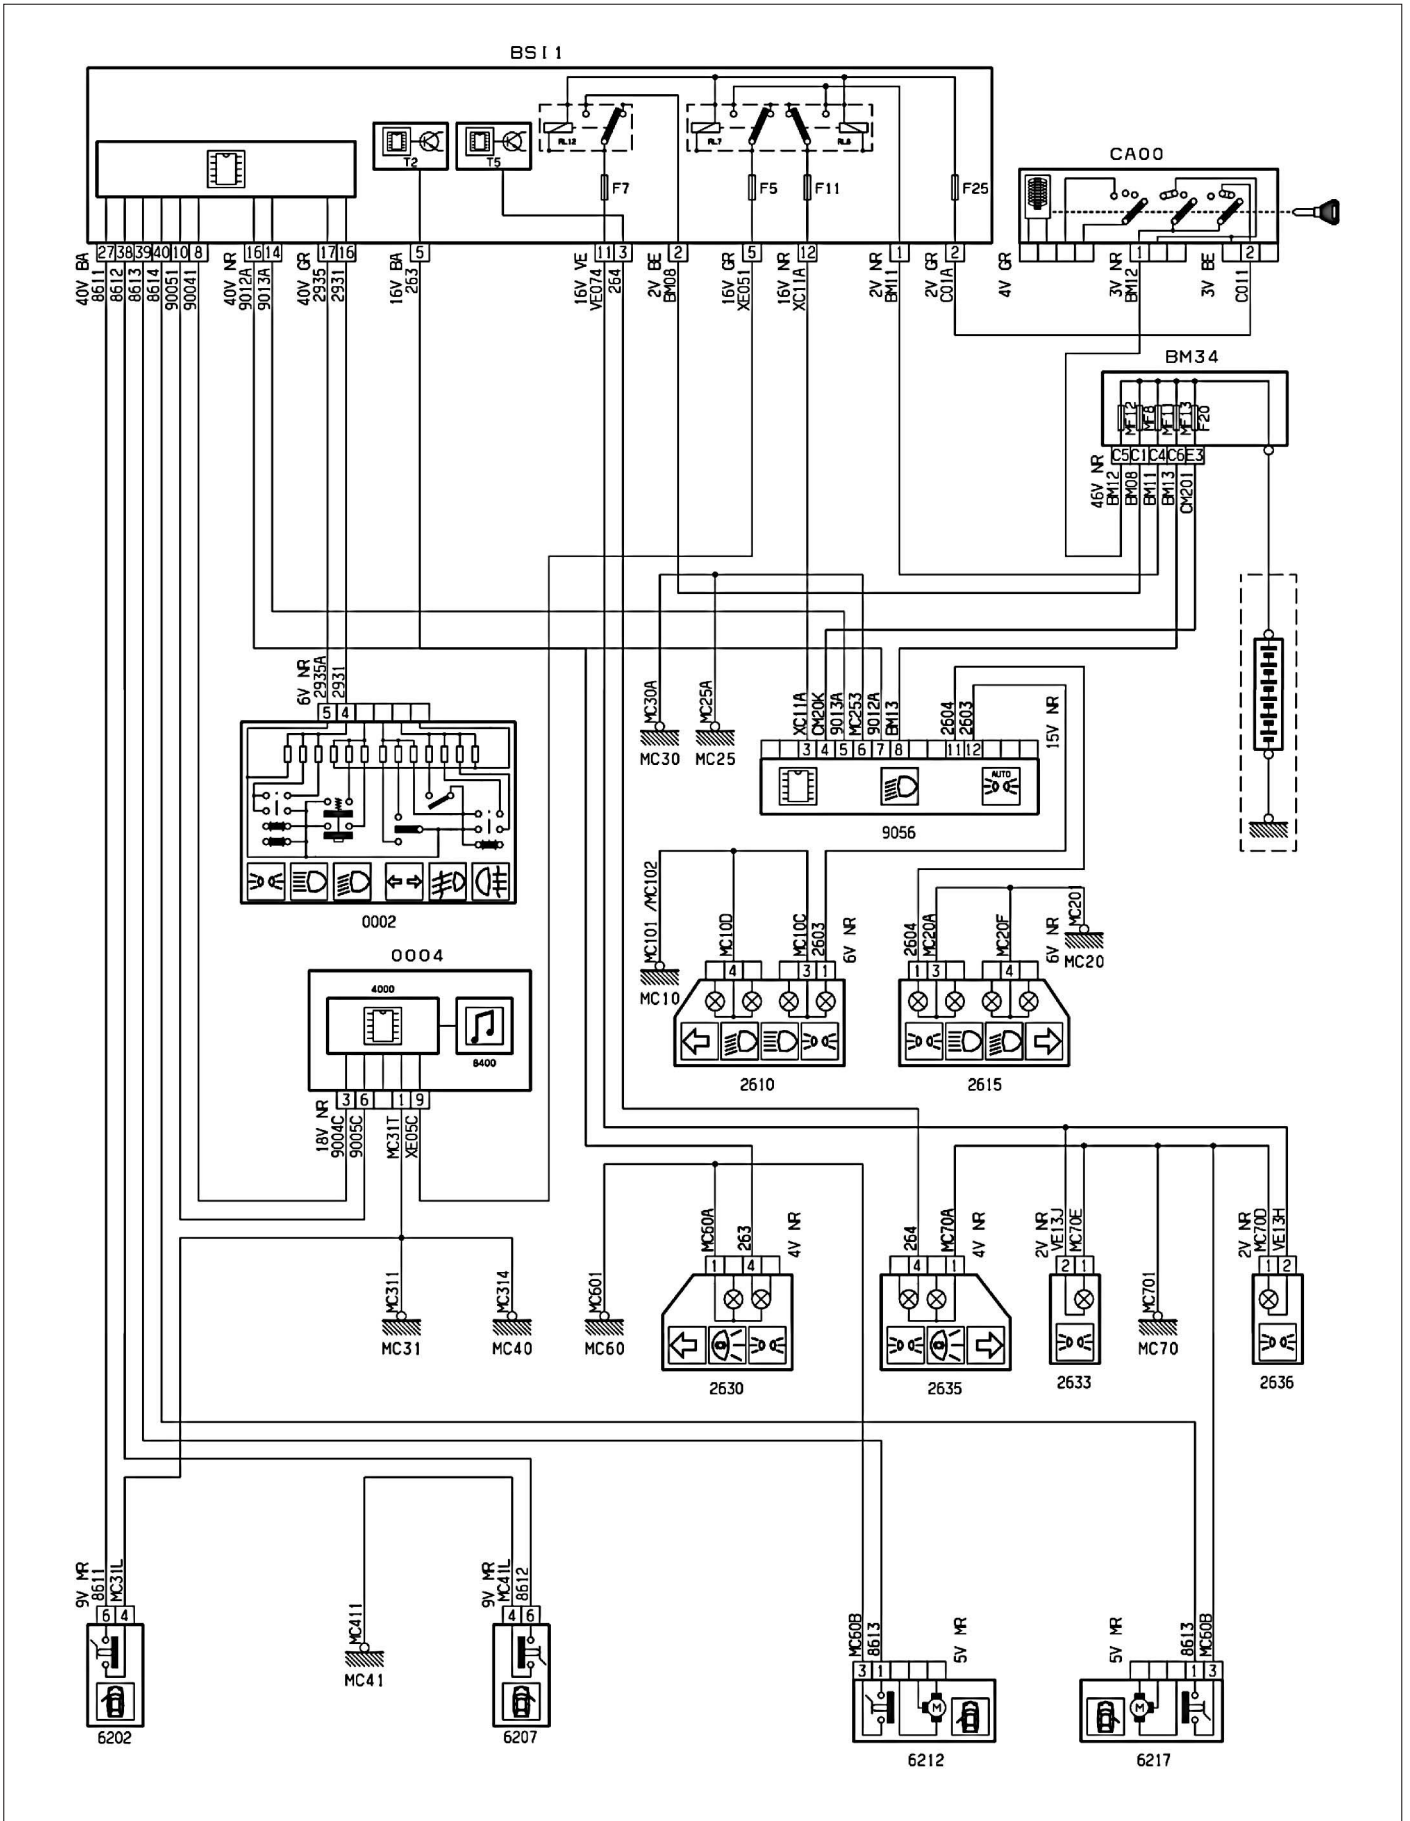 BSI1
T2
T5
RL12
RL7
RL8
F7
F5
F11
F25
CA00
27 38 39 40 10 8 16 14 17 16 5 11 3 2 5 12 1 2 1 2
40V BA
8611
8612
8613
8614
90051
90041
40V NR
9012A
9013A
40V GR
2935
2931
16V BA
263
16V VE
VE074
264
2V BE
BM08
16V GR
XE051
16V NR
XC11A
2V NR
BM11
2V GR
C01A
4V GR
3V NR
BM12
3V BE
C011
BM34
MF12
MF8
MF11
MF13
F20
C5 C1 C4 C6 E3
46V NR
BM12
BM08
BM11
BM13
CM201
6V NR
2935A
2931
5 4
MC30A
MC25A
MC30
MC25
XC11A
CM20K
9013A
MC253
9012A
BM13
2604
2603
15V NR
3 4 5 6 7 8 11 12
AUTO
9056
0002
MC101 /MC102
MC10D
MC10C
2603
6V NR
2604
MC20A
MC20F
6V NR
MC201
MC20
MC10
4 3 1
1 3 4
2610
2615
0004
4000
8400
3 6 1 9
18V NR
9004C
9005C
MC31T
XE05C
MC311
MC314
MC31
MC40
MC601
MC60
MC60A
263
4V NR
1 4
2630
264
MC70A
4V NR
4 1
2635
2V NR
VE13J
MC70E
2 1
2633
MC701
MC70
2V NR
MC70D
VE13H
1 2
2636
9V MR
8611
MC31L
6 4
6202
MC411
MC41
9V MR
MC41L
8612
4 6
6207
MC60B
8613
5V MR
3 1
M
6212
5V MR
8613
MC60B
1 3
M
6217